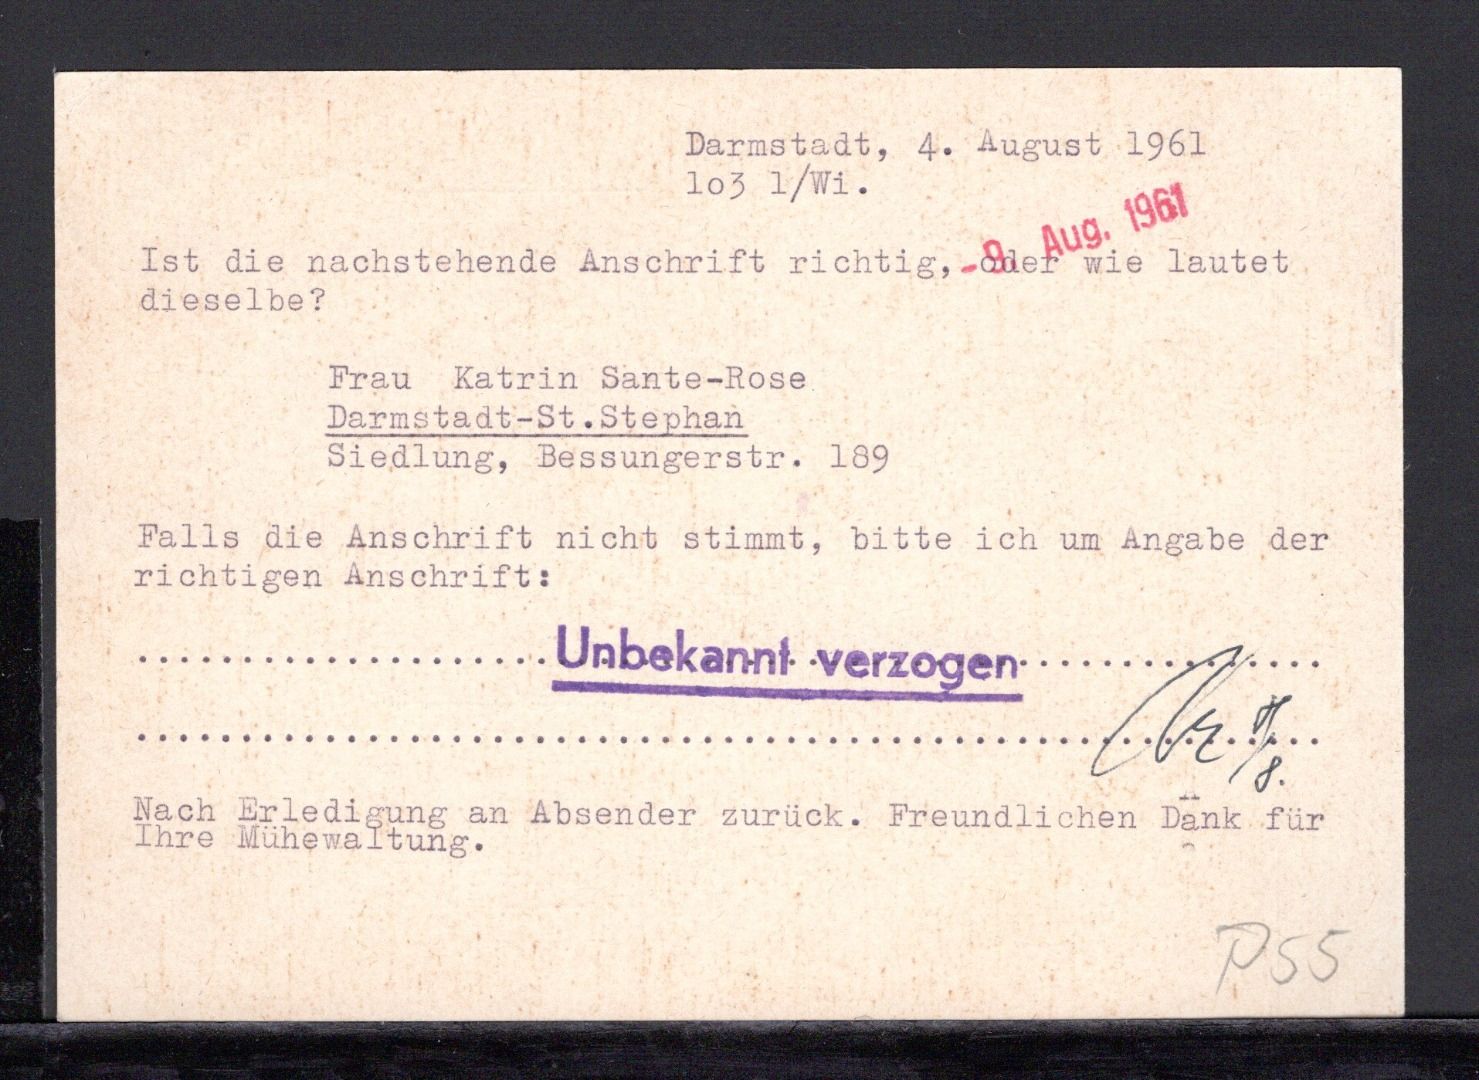 Darmstadt, 4. August 1961
lo3 l/Wi.
- 9. Aug. 1961
Ist die nachstehende Anschrift richtig, oder wie lautet
dieselbe?
Frau Katrin Sante-Rose
Darmstadt-St.Stephan
Siedlung, Bessungerstr. 189
Falls die Anschrift nicht stimmt, bitte ich um Angabe der
richtigen Anschrift:
Unbekannt verzogen
Nach Erledigung an Absender zurück. Freundlichen Dank für
Ihre Mühewaltung.
P55